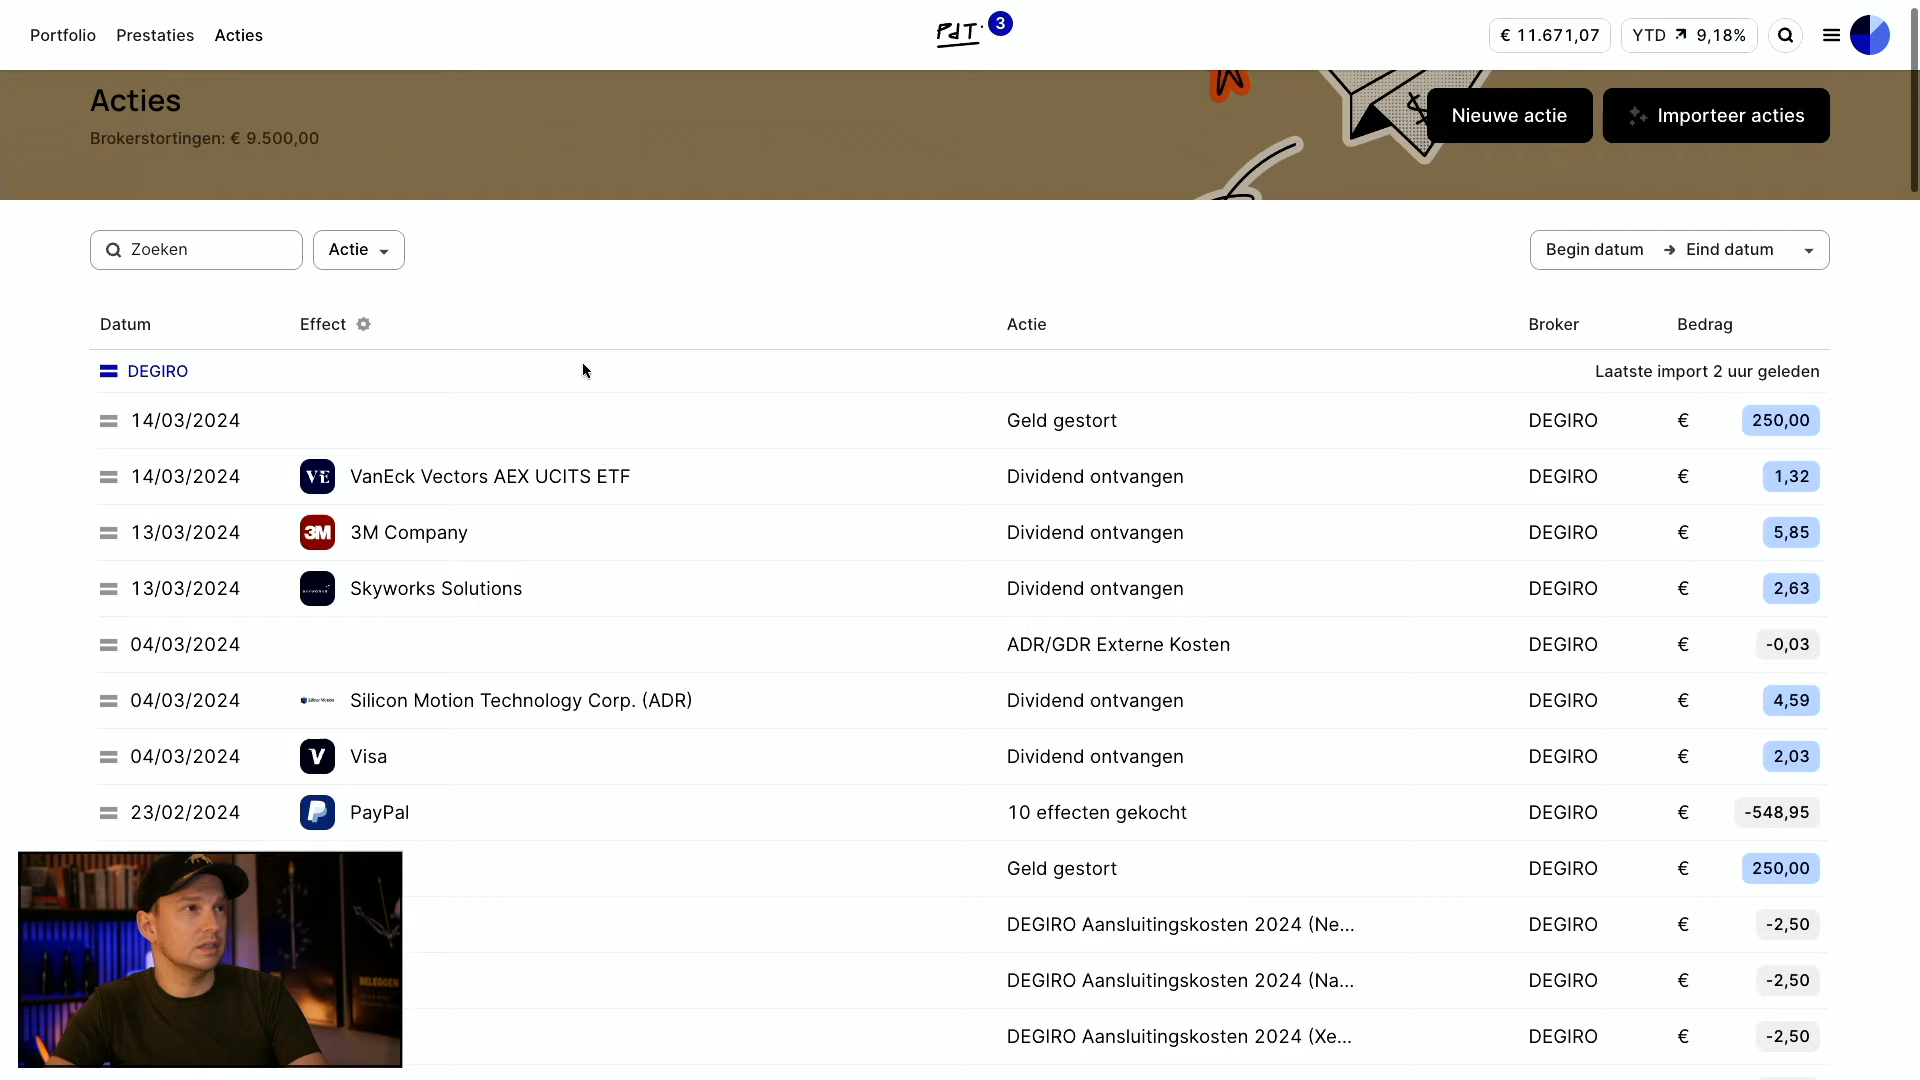 Portfolio Prestaties Acties
PdT 3
€ 11.671,07 YTD 9,18%
Acties
Brokerstortingen: € 9.500,00
Nieuwe actie Importeer acties
Zoeken Actie Begin datum → Eind datum
Datum Effect Actie Broker Bedrag
DEGIRO Laatste import 2 uur geleden
14/03/2024 Geld gestort DEGIRO € 250,00
14/03/2024 VE VanEck Vectors AEX UCITS ETF Dividend ontvangen DEGIRO € 1,32
13/03/2024 3M 3M Company Dividend ontvangen DEGIRO € 5,85
13/03/2024 Skyworks Solutions Dividend ontvangen DEGIRO € 2,63
04/03/2024 ADR/GDR Externe Kosten DEGIRO € -0,03
04/03/2024 Silicon Motion Technology Corp. (ADR) Dividend ontvangen DEGIRO € 4,59
04/03/2024 V Visa Dividend ontvangen DEGIRO € 2,03
23/02/2024 PayPal 10 effecten gekocht DEGIRO € -548,95
Geld gestort DEGIRO € 250,00
DEGIRO Aansluitingskosten 2024 (Ne... DEGIRO € -2,50
DEGIRO Aansluitingskosten 2024 (Na... DEGIRO € -2,50
DEGIRO Aansluitingskosten 2024 (Xe... DEGIRO € -2,50
BELEGGEN